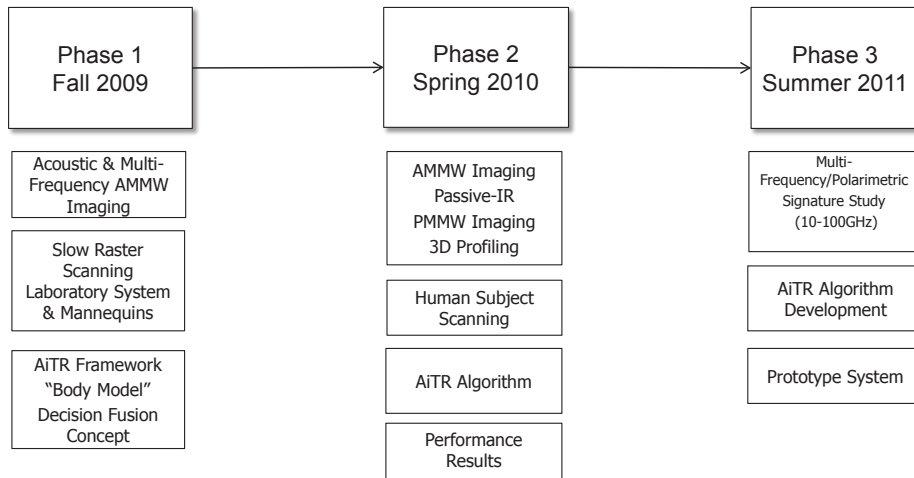 Phase 1
Fall 2009
Acoustic & Multi-
Frequency AMMW
Imaging
Slow Raster
Scanning
Laboratory System
& Mannequins
AiTR Framework
“Body Model”
Decision Fusion
Concept
Phase 2
Spring 2010
AMMW Imaging
Passive-IR
PMMW Imaging
3D Profiling
Human Subject
Scanning
AiTR Algorithm
Performance
Results
Phase 3
Summer 2011
Multi-
Frequency/Polarimetric
Signature Study
(10-100GHz)
AiTR Algorithm
Development
Prototype System